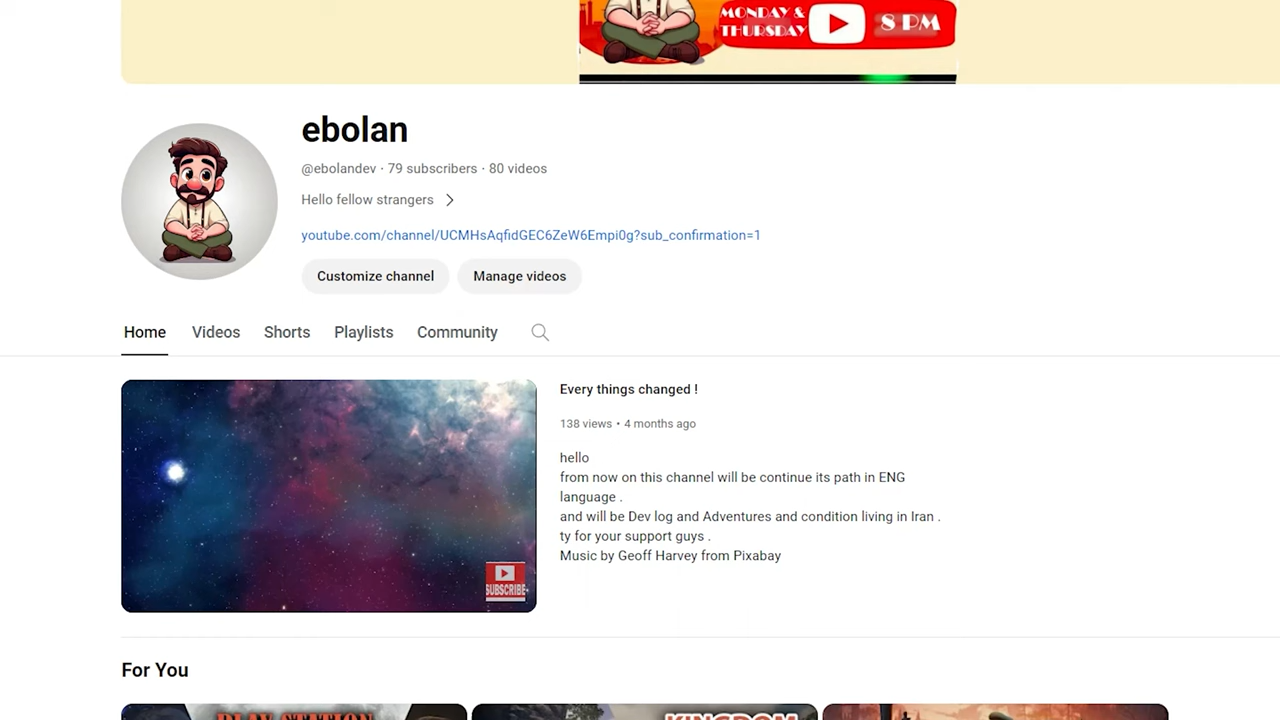 MONDAY &
THURSDAY
8 PM
ebolan
@ebolandev · 79 subscribers · 80 videos
Hello fellow strangers
youtube.com/channel/UCMHsAqfidGEC6ZeW6Empi0g?sub_confirmation=1
Customize channel Manage videos
Home Videos Shorts Playlists Community
Every things changed !
138 views • 4 months ago
hello
from now on this channel will be continue its path in ENG
language .
and will be Dev log and Adventures and condition living in Iran .
ty for your support guys .
Music by Geoff Harvey from Pixabay
SUBSCRIBE
For You
PLAY STATION KINGDOM